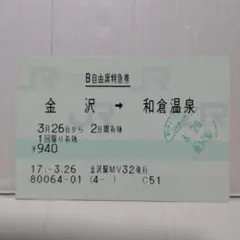 B自由席特急券
金沢 → 和倉温泉
3月26日から 2日間有効
1回限り有効
¥940
17.-3.26 金沢駅MV32発行
80064-01 (4- ) C51
3.26